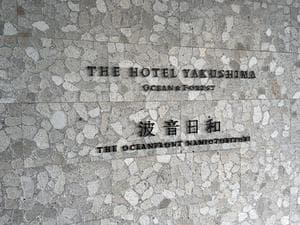 THE HOTEL YAKUSHIMA
OCEAN & FOREST
波音日和
THE OCEANFRONT NAMIOTOBIYORI